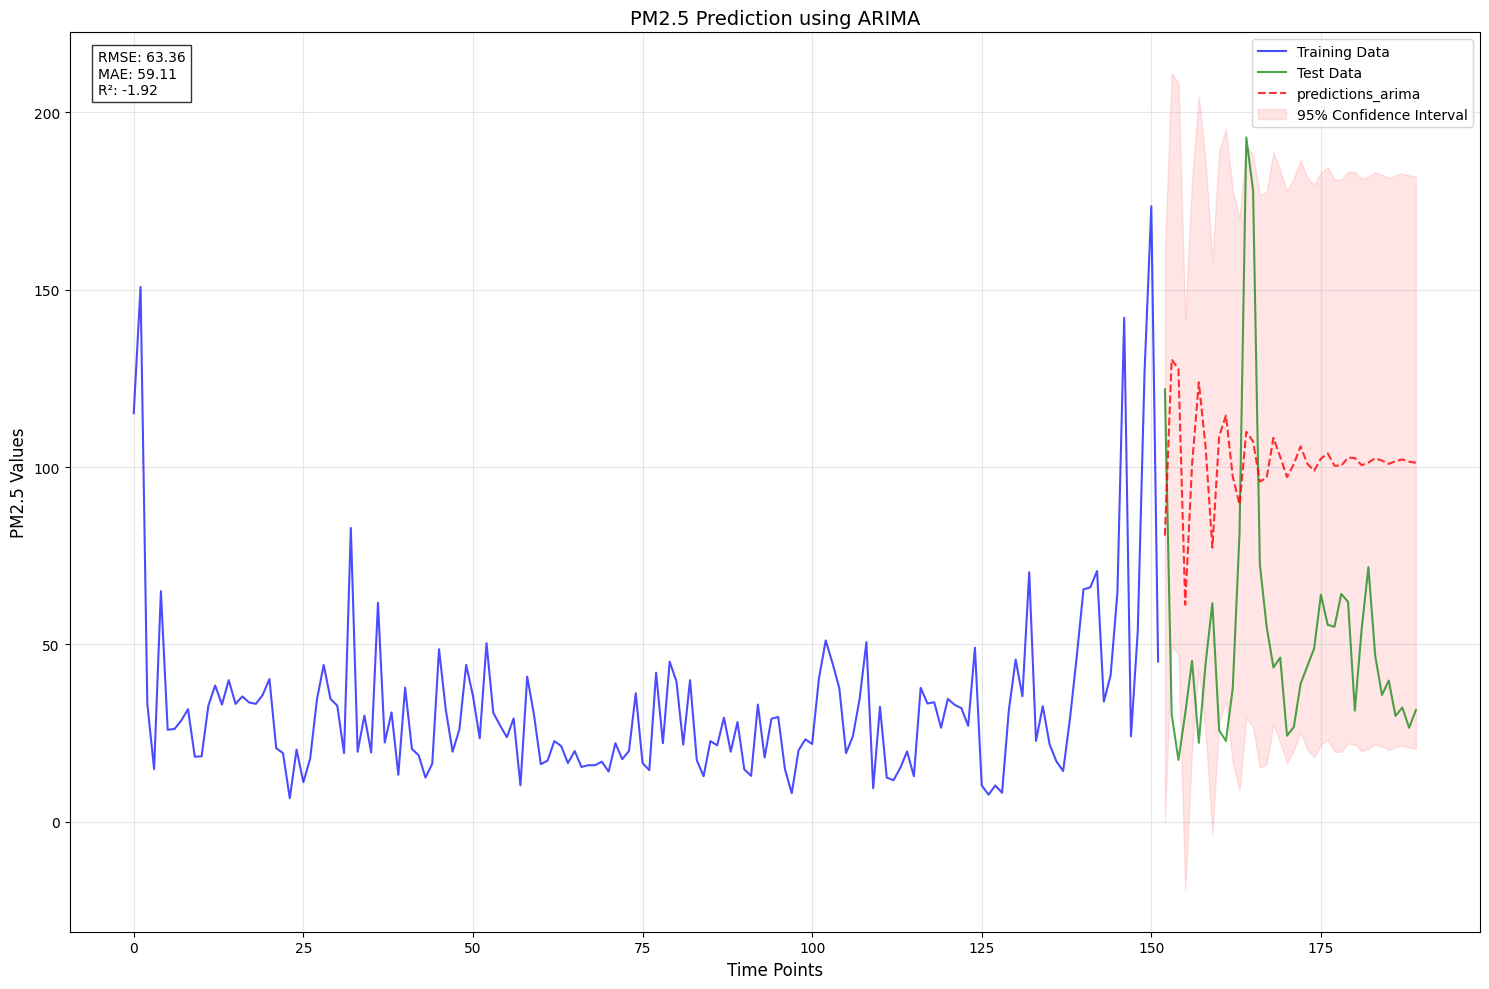 PM2.5 Prediction using ARIMA
RMSE: 63.36
MAE: 59.11
R²: -1.92
Training Data
Test Data
predictions_arima
95% Confidence Interval
PM2.5 Values
200
150
100
50
0
0 25 50 75 100 125 150 175
Time Points